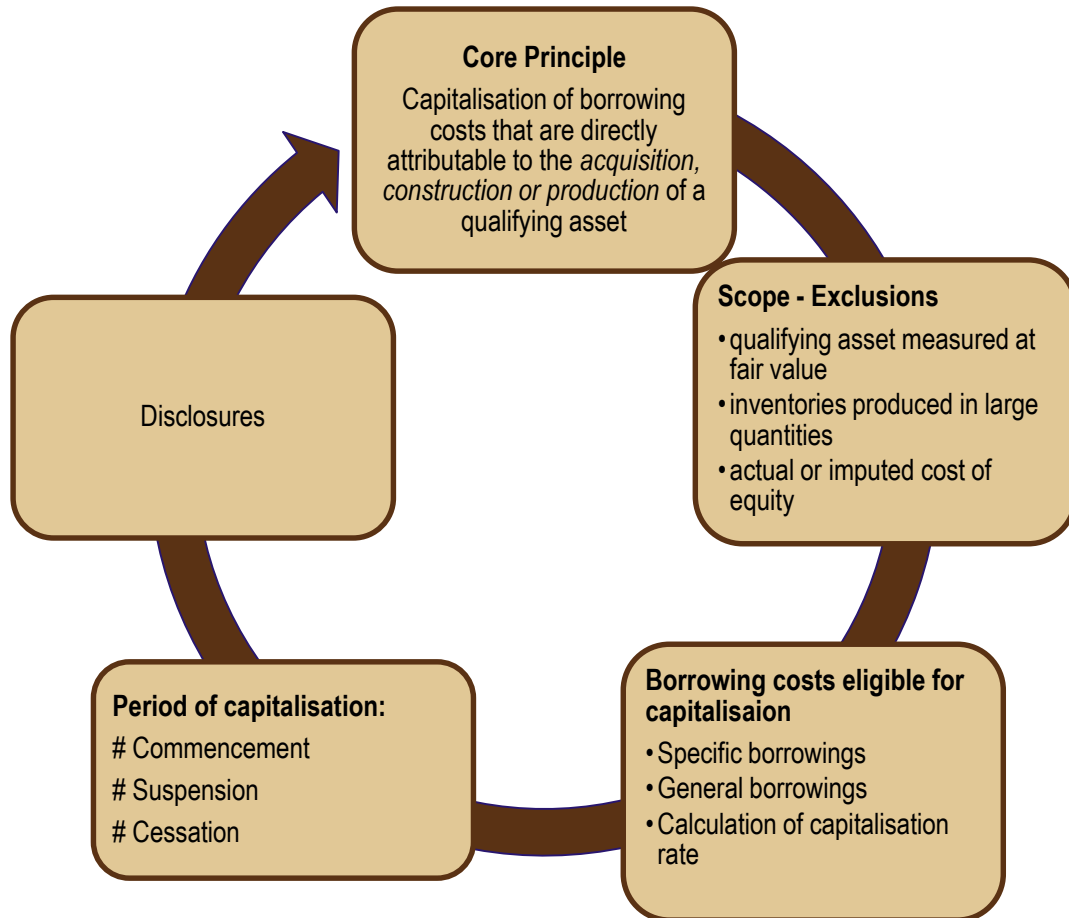 Core Principle
Capitalisation of borrowing
costs that are directly
attributable to the acquisition,
construction or production of a
qualifying asset
Scope - Exclusions
• qualifying asset measured at
fair value
• inventories produced in large
quantities
• actual or imputed cost of
equity
Borrowing costs eligible for
capitalisaion
• Specific borrowings
• General borrowings
• Calculation of capitalisation
rate
Period of capitalisation:
# Commencement
# Suspension
# Cessation
Disclosures